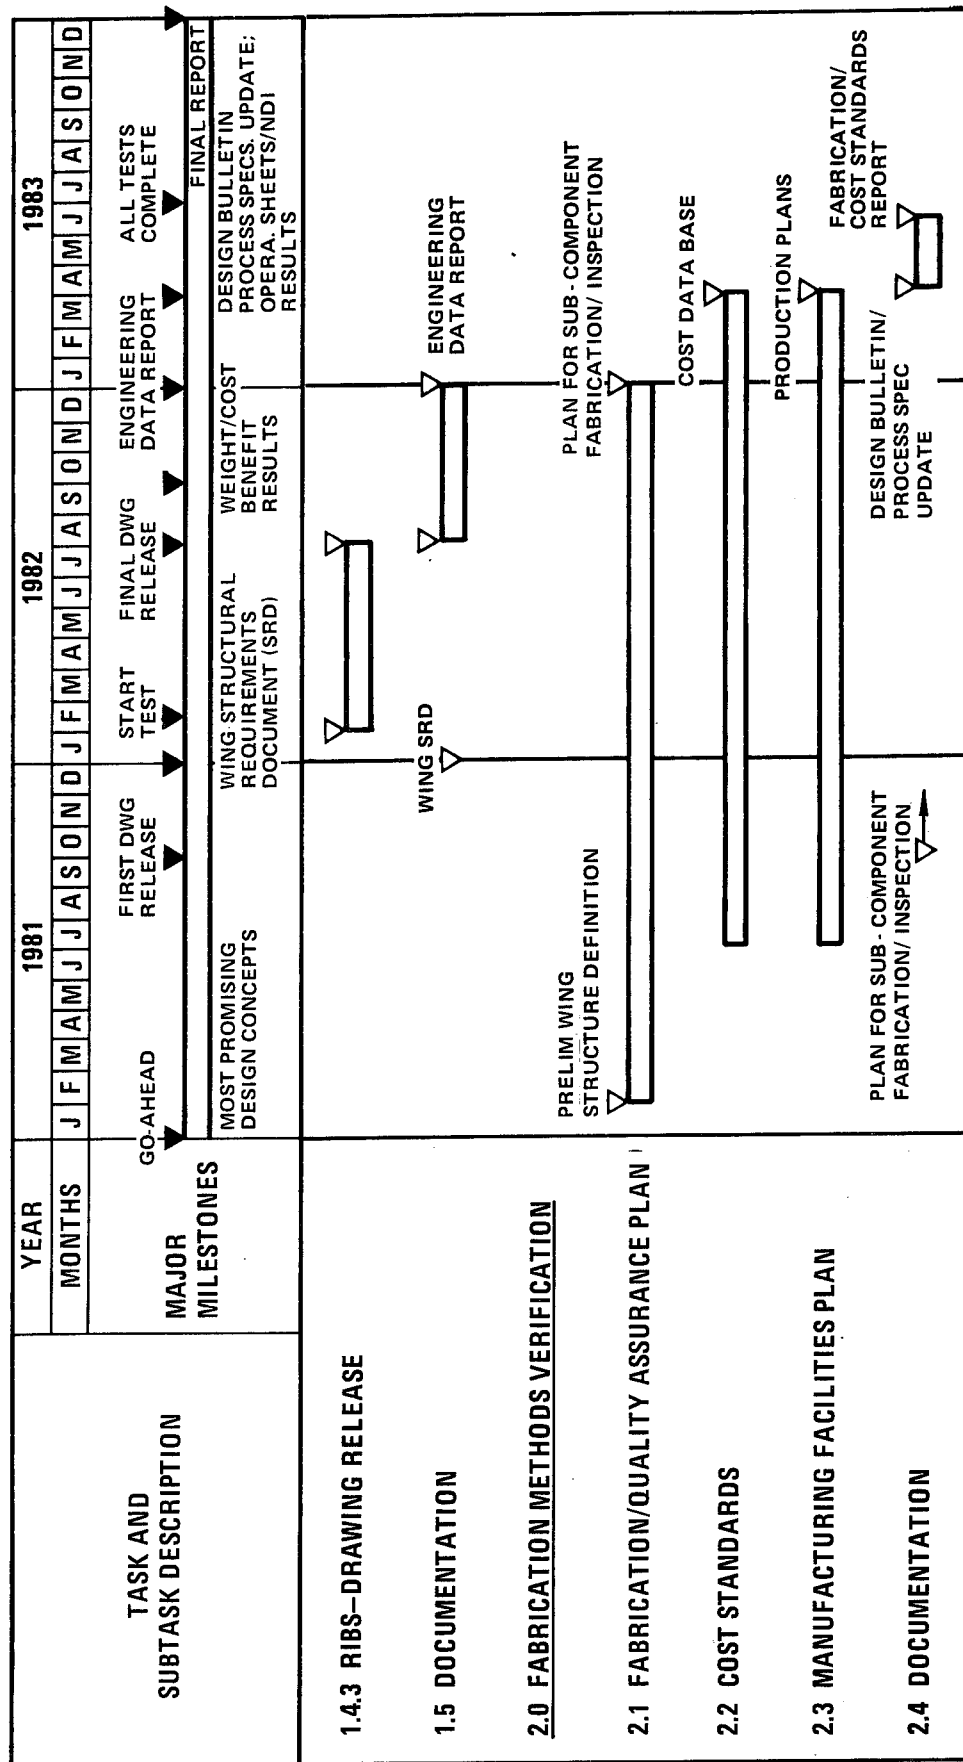 YEAR
1981
1982
1983
MONTHS
J F M A M J J A S O N D J F M A M J J A S O N D J F M A M J J A S O N D
TASK AND
SUBTASK DESCRIPTION
MAJOR
MILESTONES
GO-AHEAD
FIRST DWG
RELEASE
START
TEST
FINAL DWG
RELEASE
ENGINEERING
DATA REPORT
ALL TESTS
COMPLETE
FINAL REPORT
MOST PROMISING
DESIGN CONCEPTS
WING STRUCTURAL
REQUIREMENTS
DOCUMENT (SRD)
WEIGHT/COST
BENEFIT
RESULTS
DESIGN BULLETIN
PROCESS SPECS. UPDATE;
OPERA. SHEETS/NDI
RESULTS
1.4.3 RIBS–DRAWING RELEASE
1.5 DOCUMENTATION
WING SRD
ENGINEERING
DATA REPORT
2.0 FABRICATION METHODS VERIFICATION
2.1 FABRICATION/QUALITY ASSURANCE PLAN
PRELIM WING
STRUCTURE DEFINITION
PLAN FOR SUB-COMPONENT
FABRICATION/ INSPECTION
2.2 COST STANDARDS
COST DATA BASE
2.3 MANUFACTURING FACILITIES PLAN
PRODUCTION PLANS
2.4 DOCUMENTATION
PLAN FOR SUB-COMPONENT
FABRICATION/ INSPECTION
DESIGN BULLETIN/
PROCESS SPEC
UPDATE
FABRICATION/
COST STANDARDS
REPORT